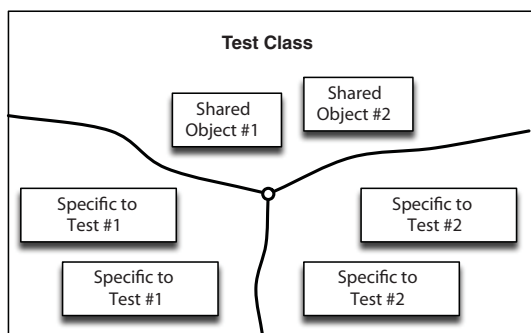 Test Class
Shared
Object #1
Shared
Object #2
Specific to
Test #1
Specific to
Test #2
Specific to
Test #1
Specific to
Test #2